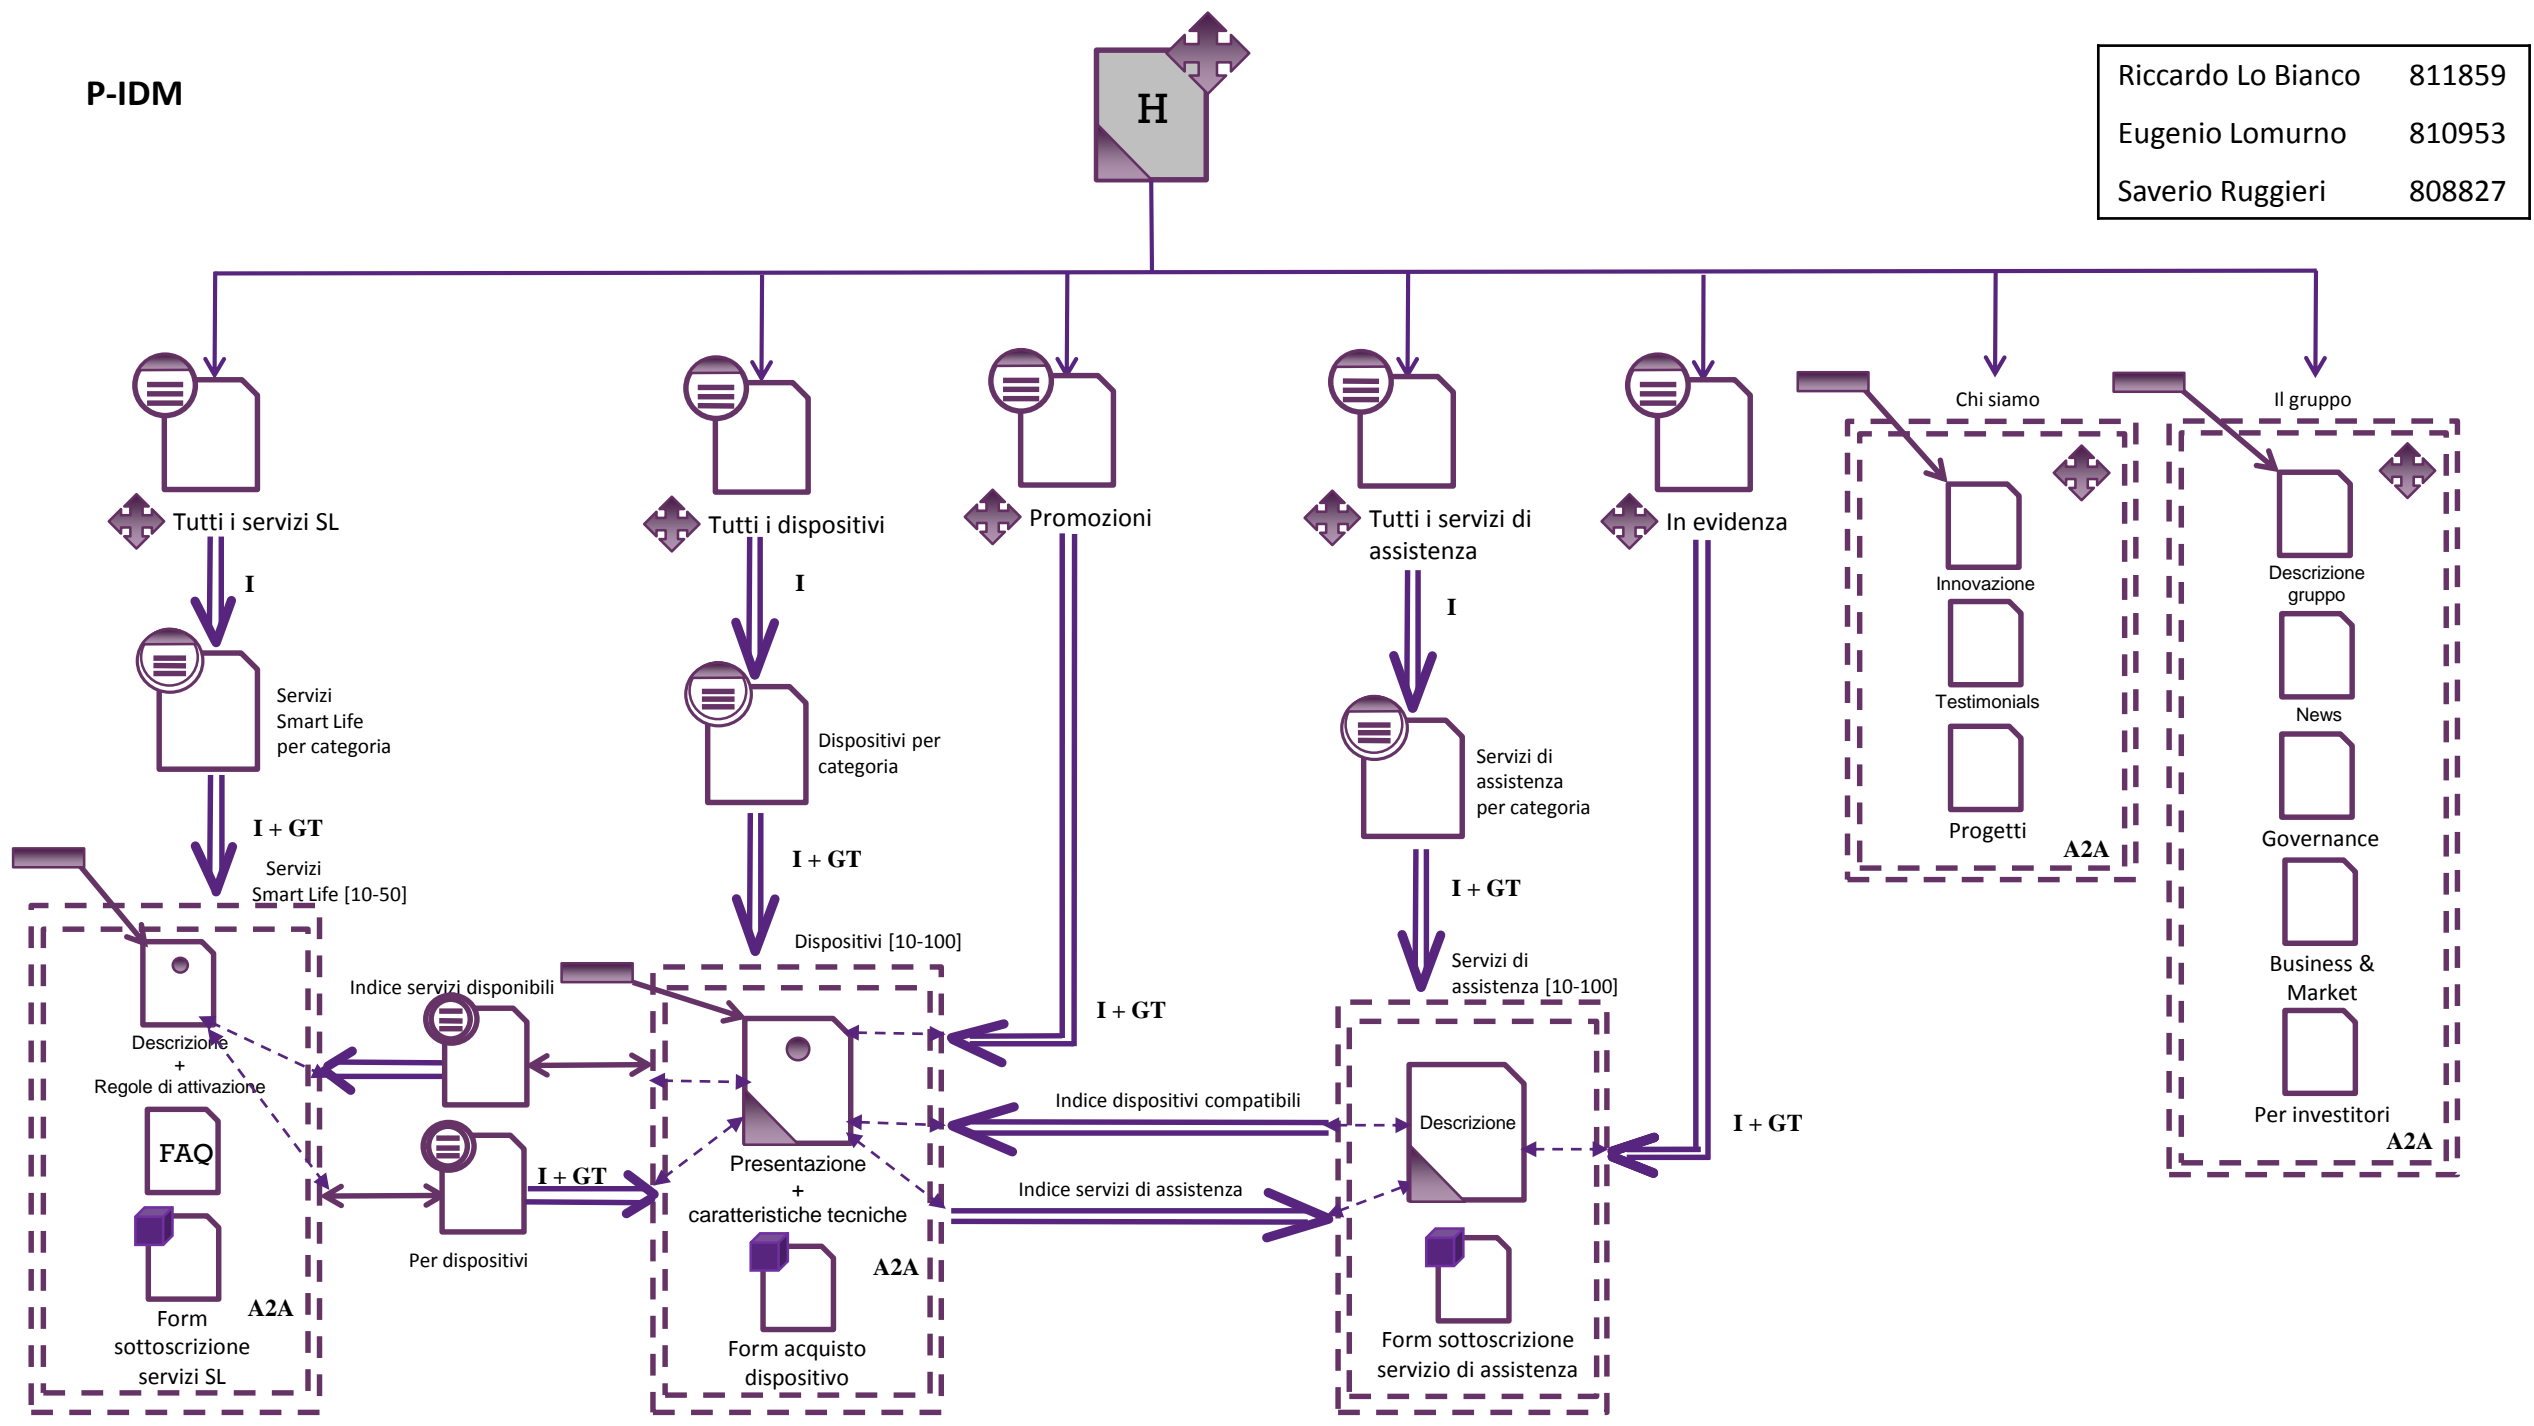 P-IDM
H
Riccardo Lo Bianco 811859
Eugenio Lomurno 810953
Saverio Ruggieri 808827
Tutti i servizi SL
Tutti i dispositivi
Promozioni
Tutti i servizi di
assistenza
In evidenza
Chi siamo
Il gruppo
I
I
I
Servizi
Smart Life
per categoria
Dispositivi per
categoria
Servizi di
assistenza
per categoria
I + GT
I + GT
I + GT
Servizi
Smart Life [10-50]
Dispositivi [10-100]
Servizi di
assistenza [10-100]
Innovazione
Testimonials
Progetti
A2A
Descrizione
gruppo
News
Governance
Business &
Market
Per investitori
A2A
Descrizione
+
Regole di attivazione
FAQ
Form
sottoscrizione
servizi SL
A2A
Indice servizi disponibili
I + GT
Per dispositivi
Presentazione
+
caratteristiche tecniche
A2A
Form acquisto
dispositivo
I + GT
Indice dispositivi compatibili
Indice servizi di assistenza
Descrizione
I + GT
Form sottoscrizione
servizio di assistenza